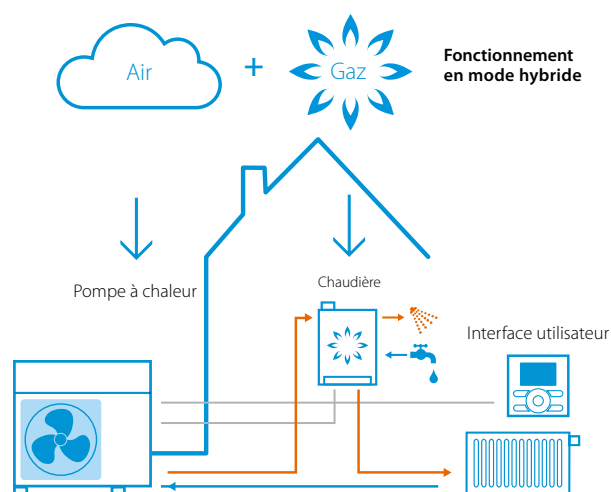 Air
+
Gaz
Fonctionnement
en mode hybride
Pompe à chaleur
Chaudière
Interface utilisateur